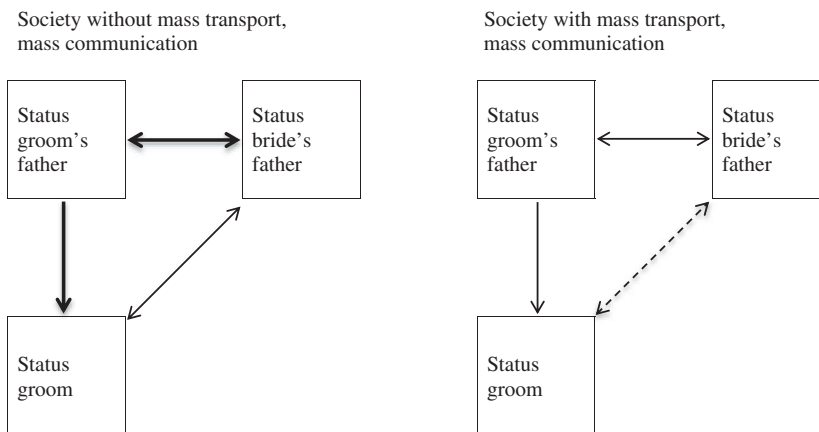 Society without mass transport,
mass communication
Status
groom’s
father
Status
bride’s
father
Status
groom
Society with mass transport,
mass communication
Status
groom’s
father
Status
bride’s
father
Status
groom